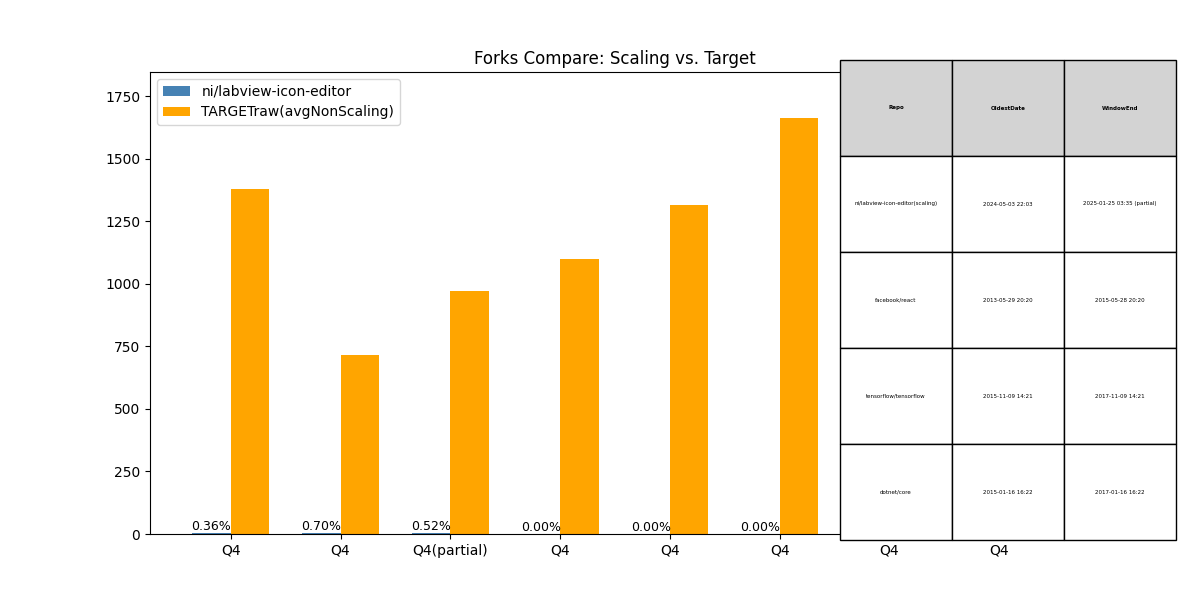 Forks Compare: Scaling vs. Target
ni/labview-icon-editor
TARGETraw(avgNonScaling)
1750
1500
1250
1000
750
500
250
0
0.36%
0.70%
0.52%
0.00%
0.00%
0.00%
Q4
Q4
Q4(partial)
Q4
Q4
Q4
Q4
Q4
Repo OldestDate WindowEnd
ni/labview-icon-editor(scaling) 2024-05-03 22:03 2025-01-25 03:35 (partial)
facebook/react 2013-05-29 20:20 2015-05-28 20:20
tensorflow/tensorflow 2015-11-09 14:21 2017-11-09 14:21
dotnet/core 2015-01-16 16:22 2017-01-16 16:22